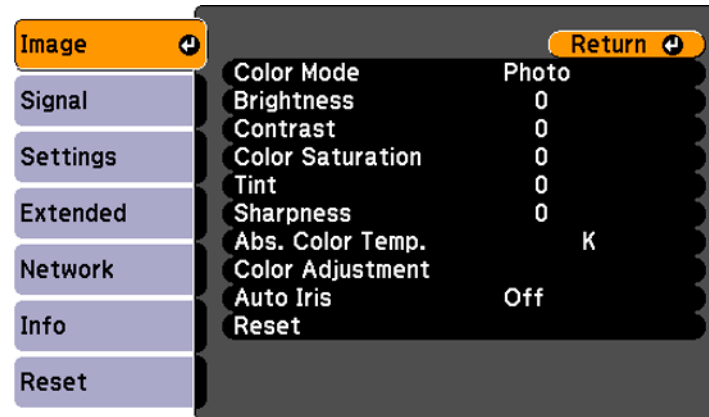 Image
Signal
Settings
Extended
Network
Info
Reset
Return
Color Mode Photo
Brightness 0
Contrast 0
Color Saturation 0
Tint 0
Sharpness 0
Abs. Color Temp. K
Color Adjustment
Auto Iris Off
Reset